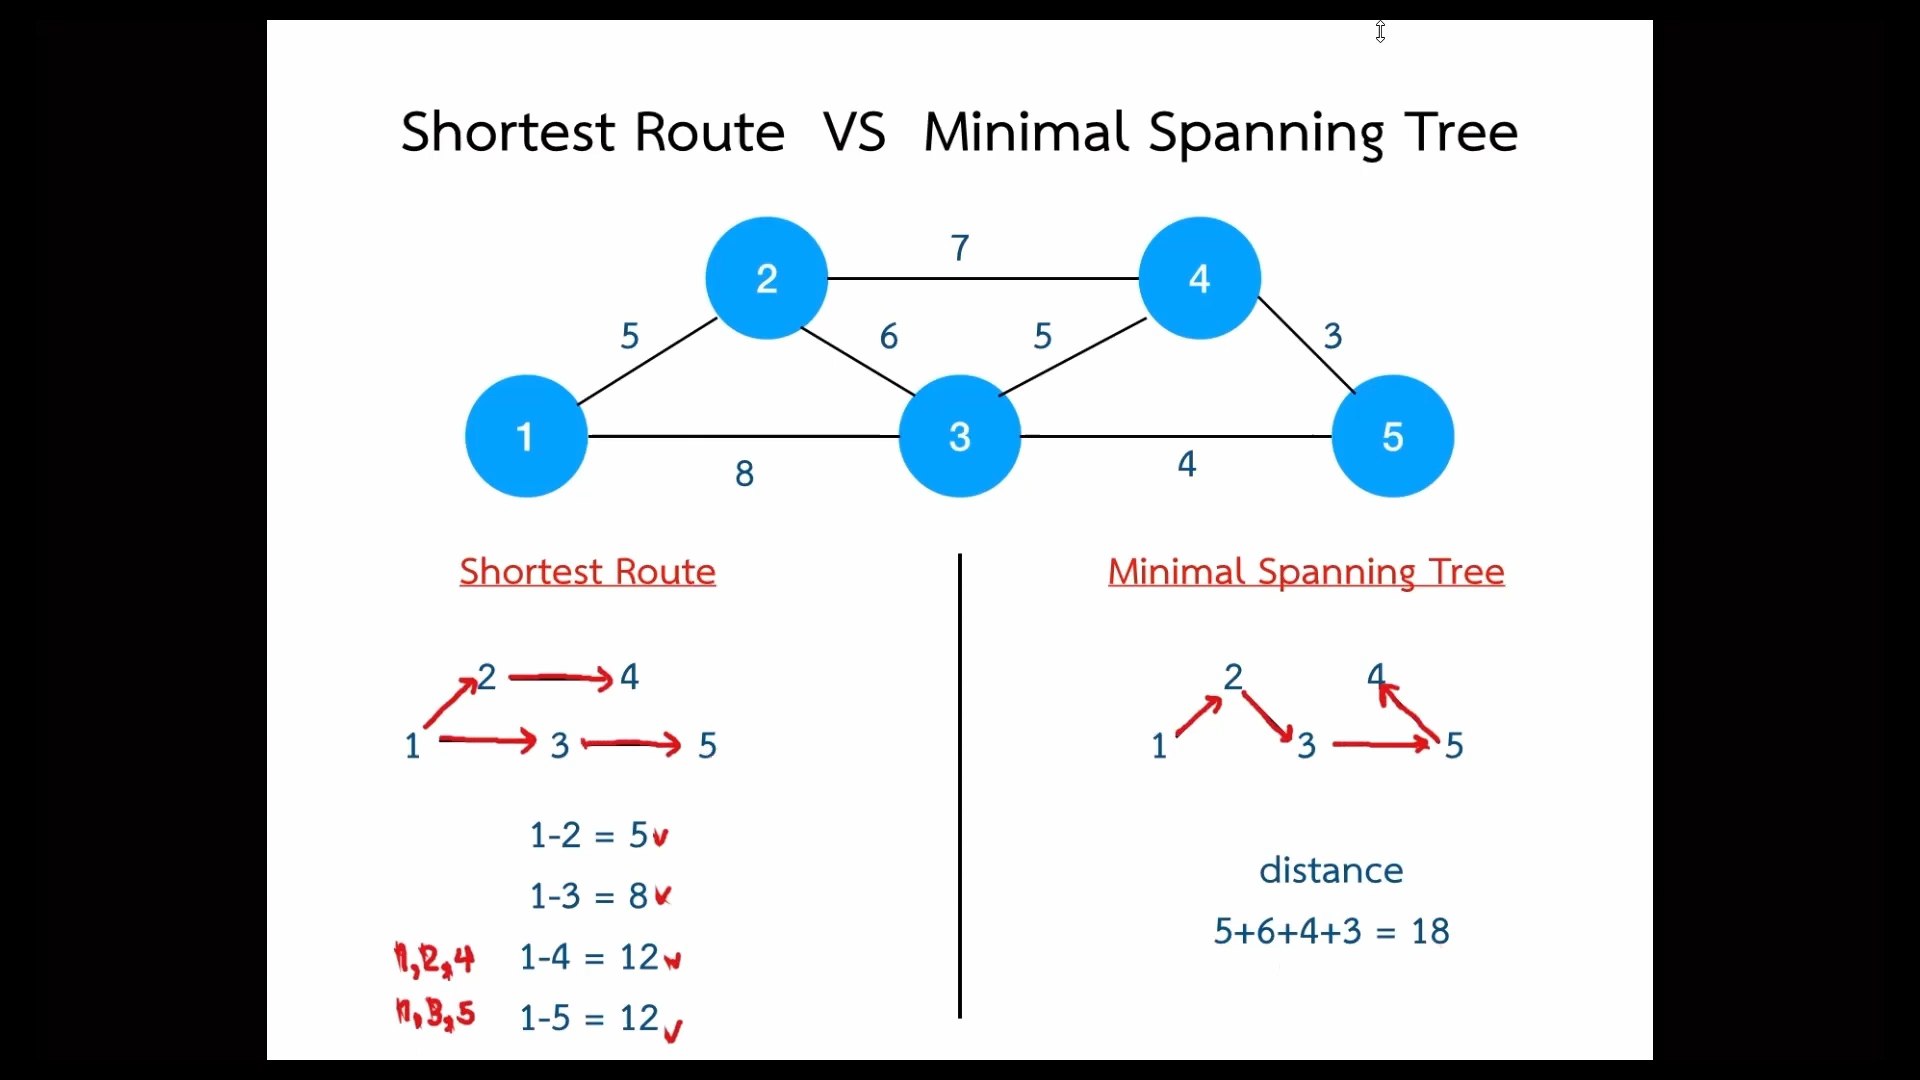 Shortest Route VS Minimal Spanning Tree
2 7 4
5 6 5 3
1 3 5
8 4
Shortest Route
Minimal Spanning Tree
2 4
1 3 5
2 4
1 3 5
1-2 = 5
1-3 = 8
1,2,4 1-4 = 12
1,3,5 1-5 = 12
distance
5+6+4+3 = 18